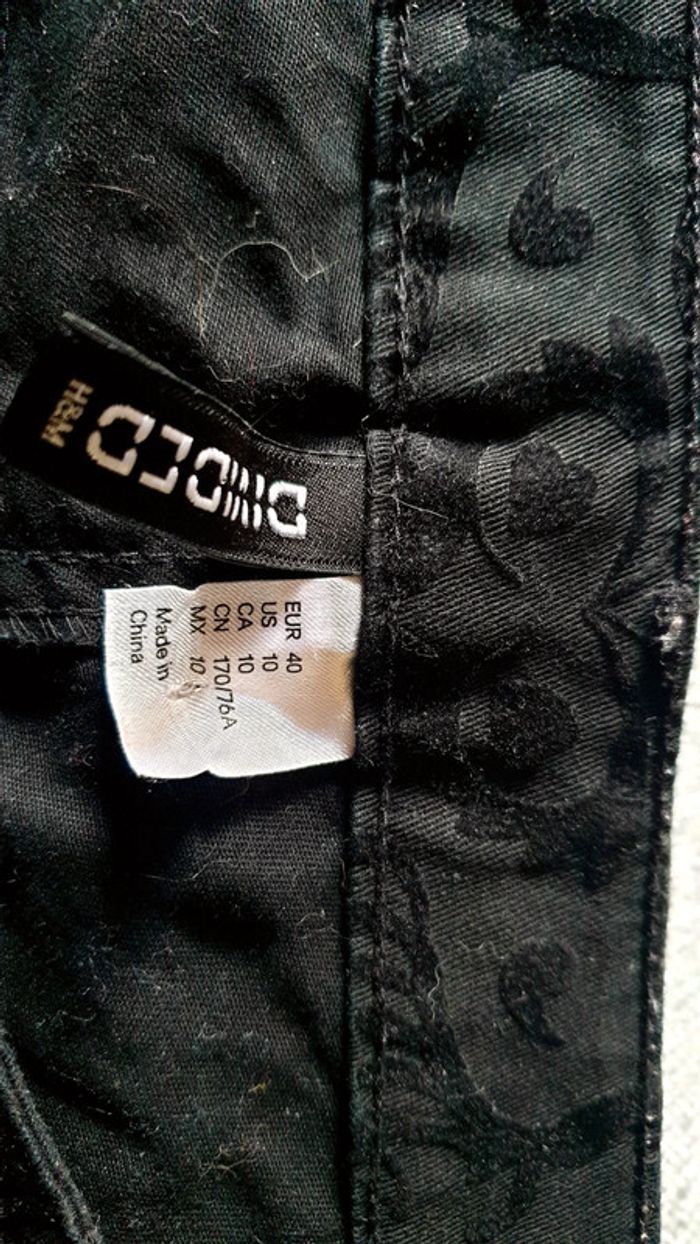 DIVIDED
H&M
EUR 40
US 10
CA 10
CN 170/76A
MX 10
Made in
China